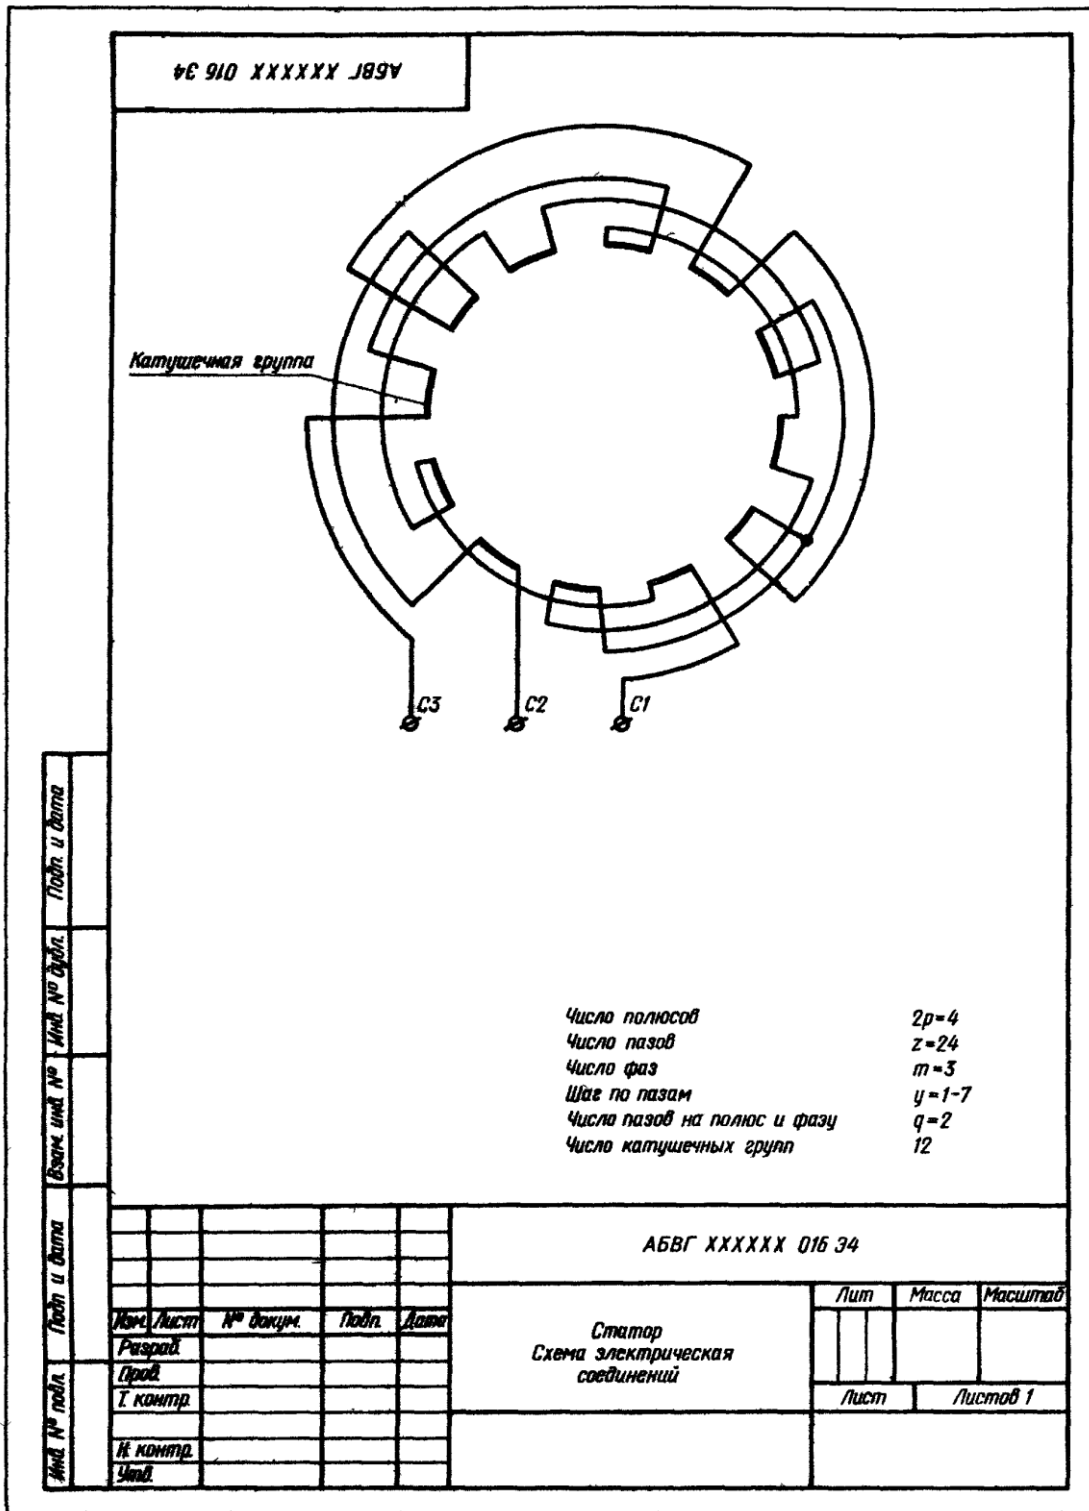 АБВГ XXXXXX 016 Э4
Катушечная группа
С3
С2
С1
Число полюсов 2p=4
Число пазов z=24
Число фаз m=3
Шаг по пазам y=1-7
Число пазов на полюс и фазу q=2
Число катушечных групп 12
Подп. и дата
Инв. № дубл.
Взам. инв. №
Подп. и дата
Инв. № подл.
АБВГ XXXXXX 016 Э4
Изм. Лист № докум. Подп. Дата
Разраб.
Пров.
Т. контр.
Н. контр.
Утв.
Статор
Схема электрическая
соединений
Лит Масса Масштаб
Лист Листов 1